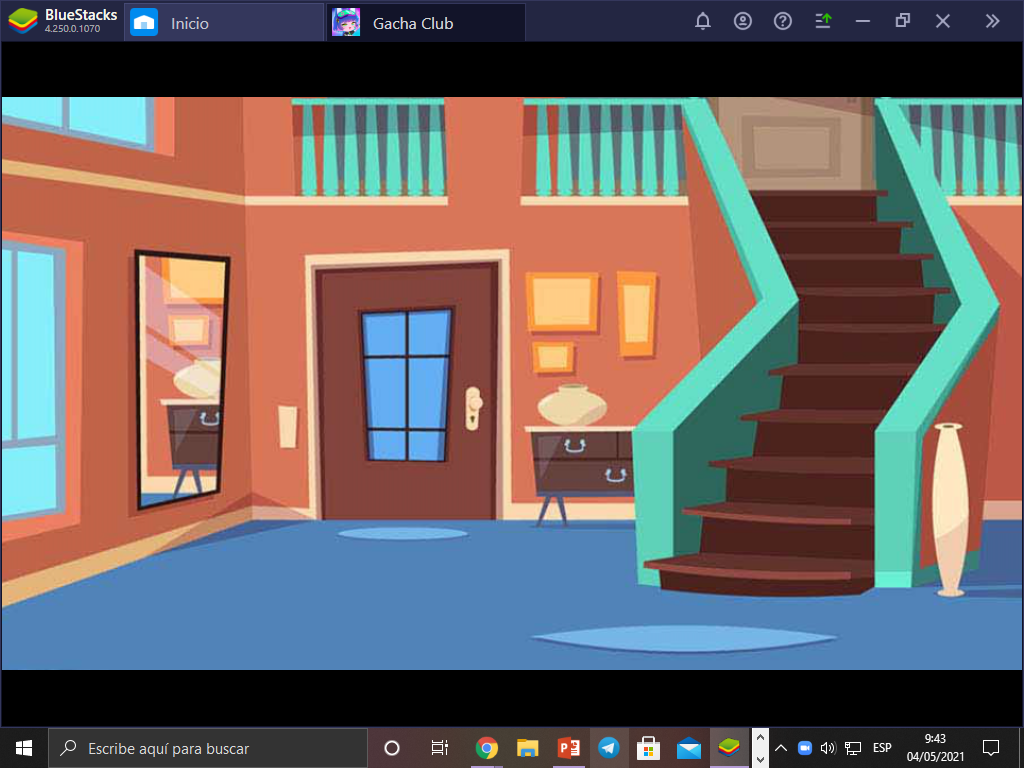 BlueStacks
4.250.0.1070
Inicio
Gacha Club
Escribe aquí para buscar
ESP
9:43
04/05/2021